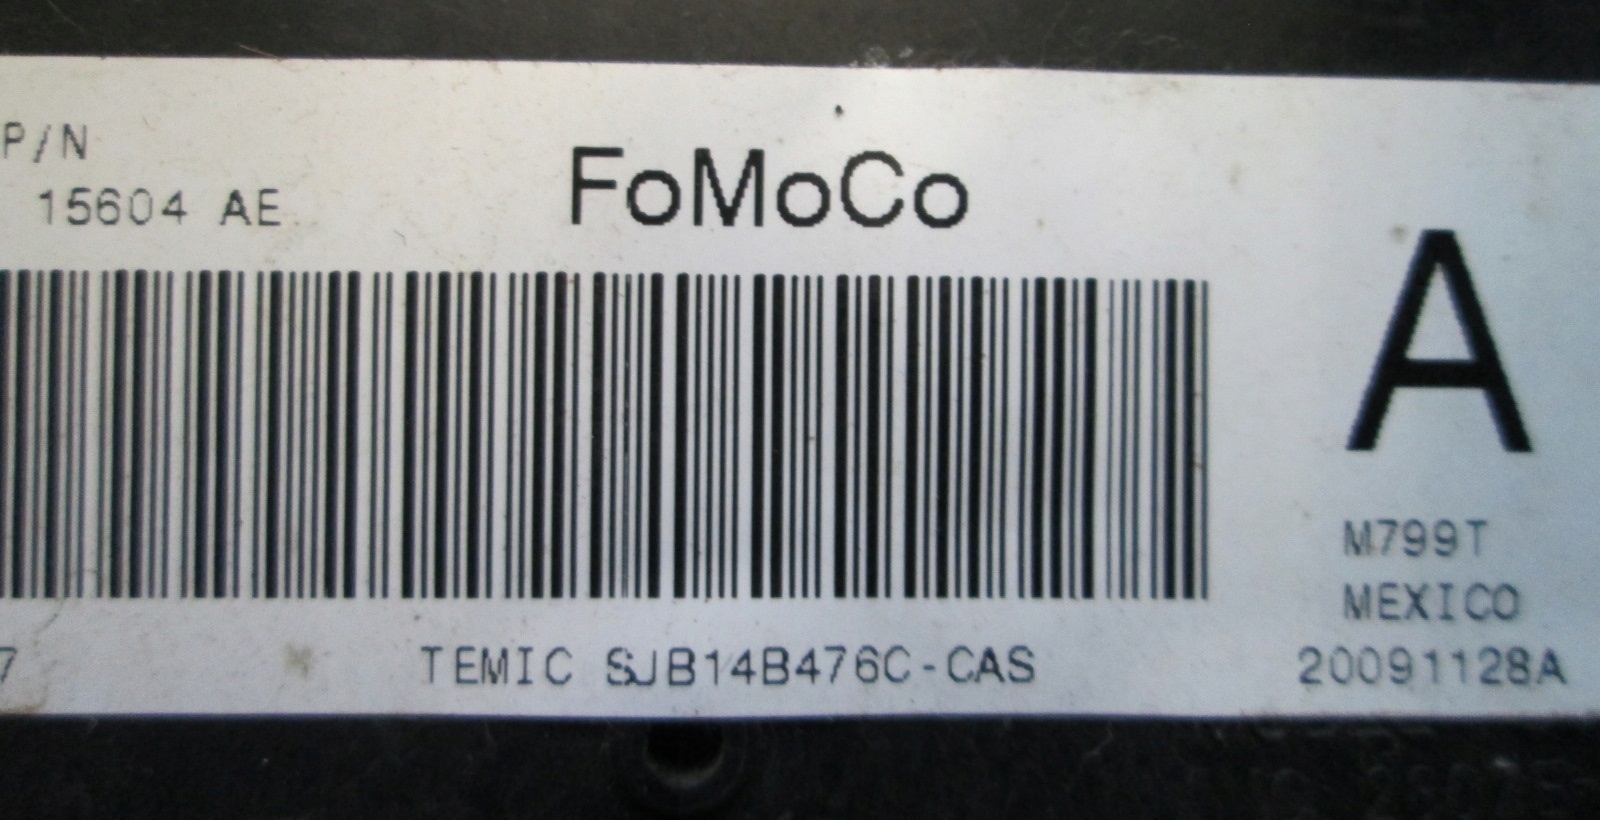 P/N
15604 AE
FoMoCo
A
M799T
MEXICO
7
TEMIC SJB14B476C-CAS
20091128A